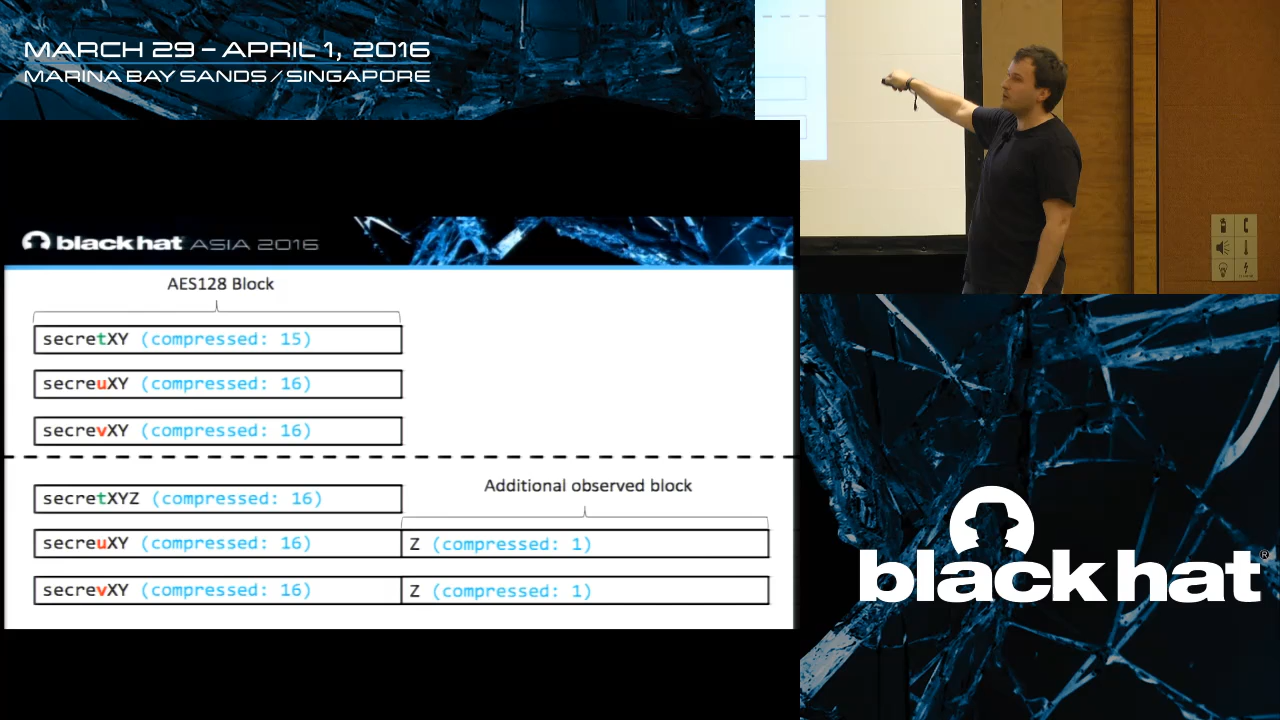 MARCH 29 - APRIL 1, 2016
MARINA BAY SANDS / SINGAPORE
black hat ASIA 2016
AES128 Block
secretXY (compressed: 15)
secreuXY (compressed: 16)
secrevXY (compressed: 16)
Additional observed block
secretXYZ (compressed: 16)
secreuXY (compressed: 16) Z (compressed: 1)
secrevXY (compressed: 16) Z (compressed: 1)
black hat®